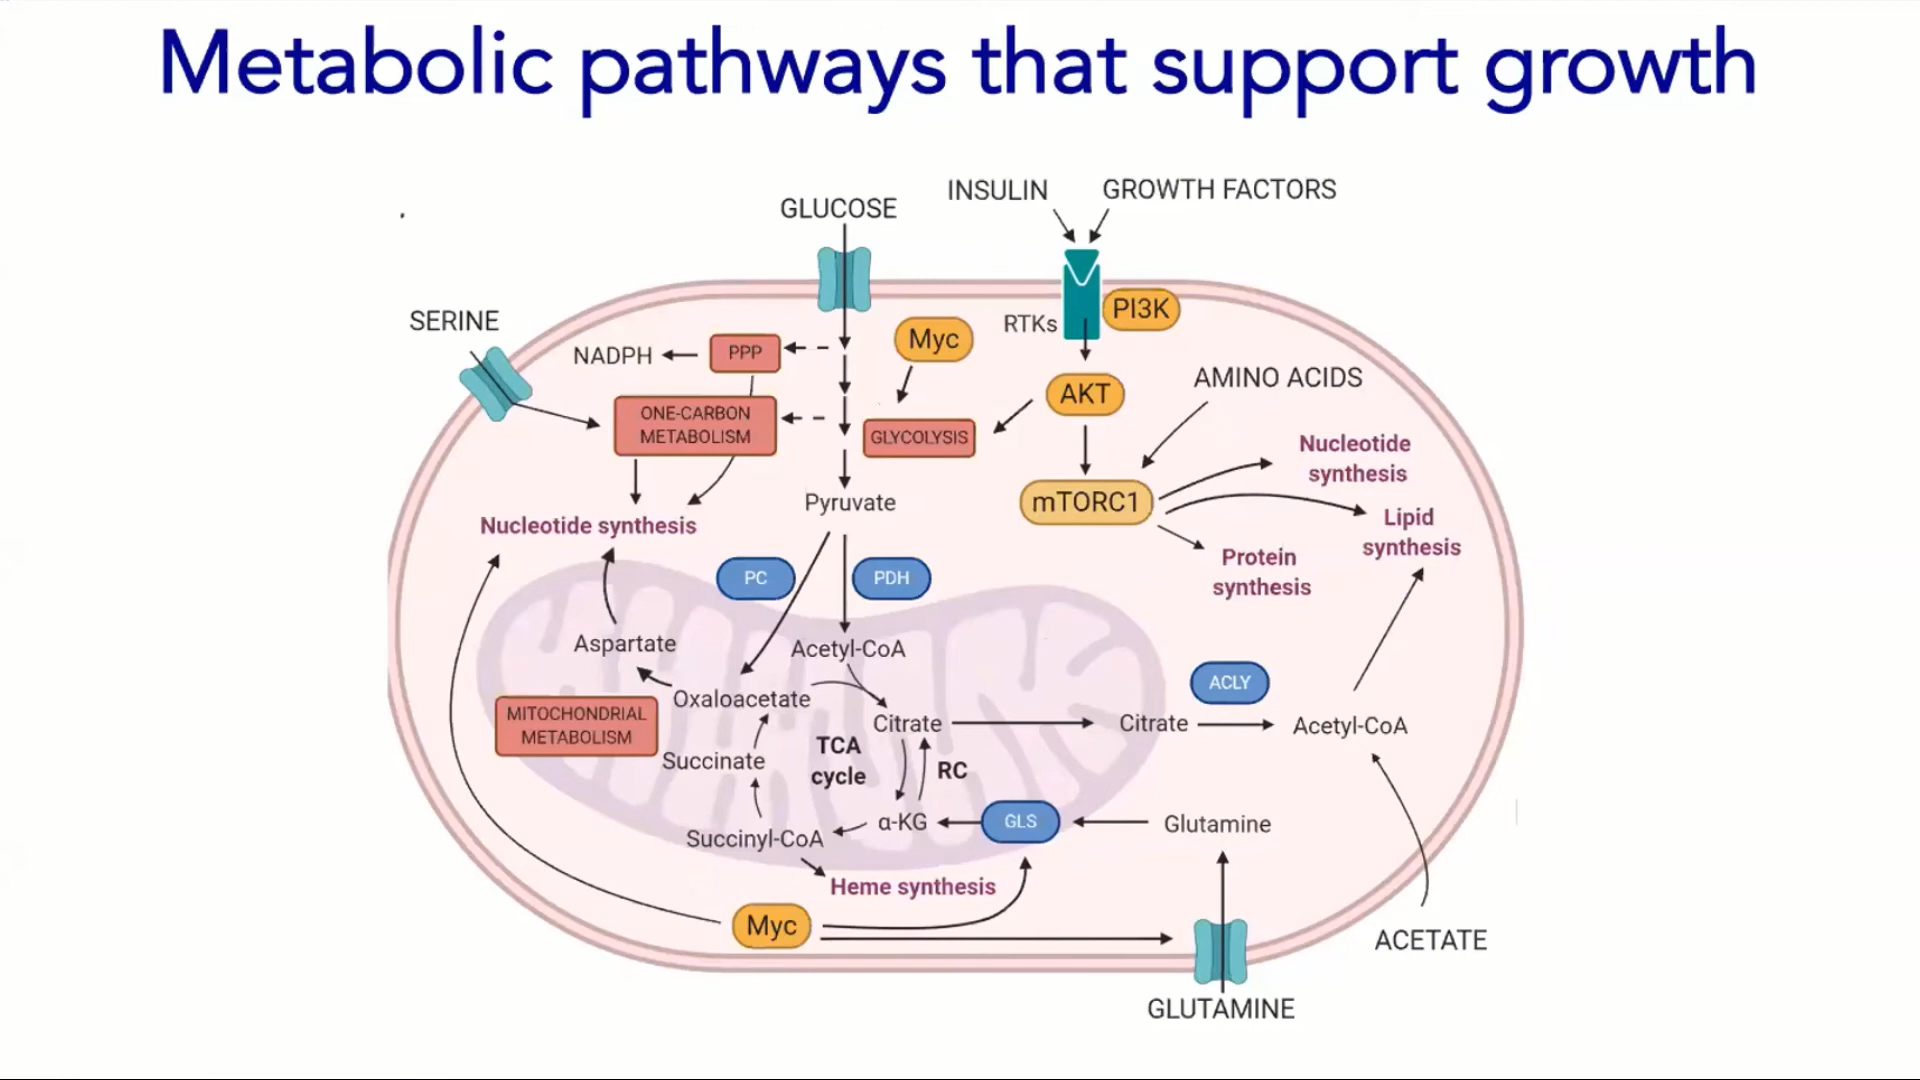 Metabolic pathways that support growth
INSULIN
GROWTH FACTORS
GLUCOSE
SERINE
RTKs
PI3K
Myc
NADPH
PPP
AKT
AMINO ACIDS
ONE-CARBON
METABOLISM
GLYCOLYSIS
Nucleotide
synthesis
mTORC1
Pyruvate
Lipid
synthesis
Nucleotide synthesis
Protein
synthesis
PC
PDH
Aspartate
Acetyl-CoA
ACLY
Oxaloacetate
MITOCHONDRIAL
METABOLISM
Citrate
Citrate
Acetyl-CoA
TCA
cycle
Succinate
RC
α-KG
GLS
Glutamine
Succinyl-CoA
Heme synthesis
Myc
ACETATE
GLUTAMINE